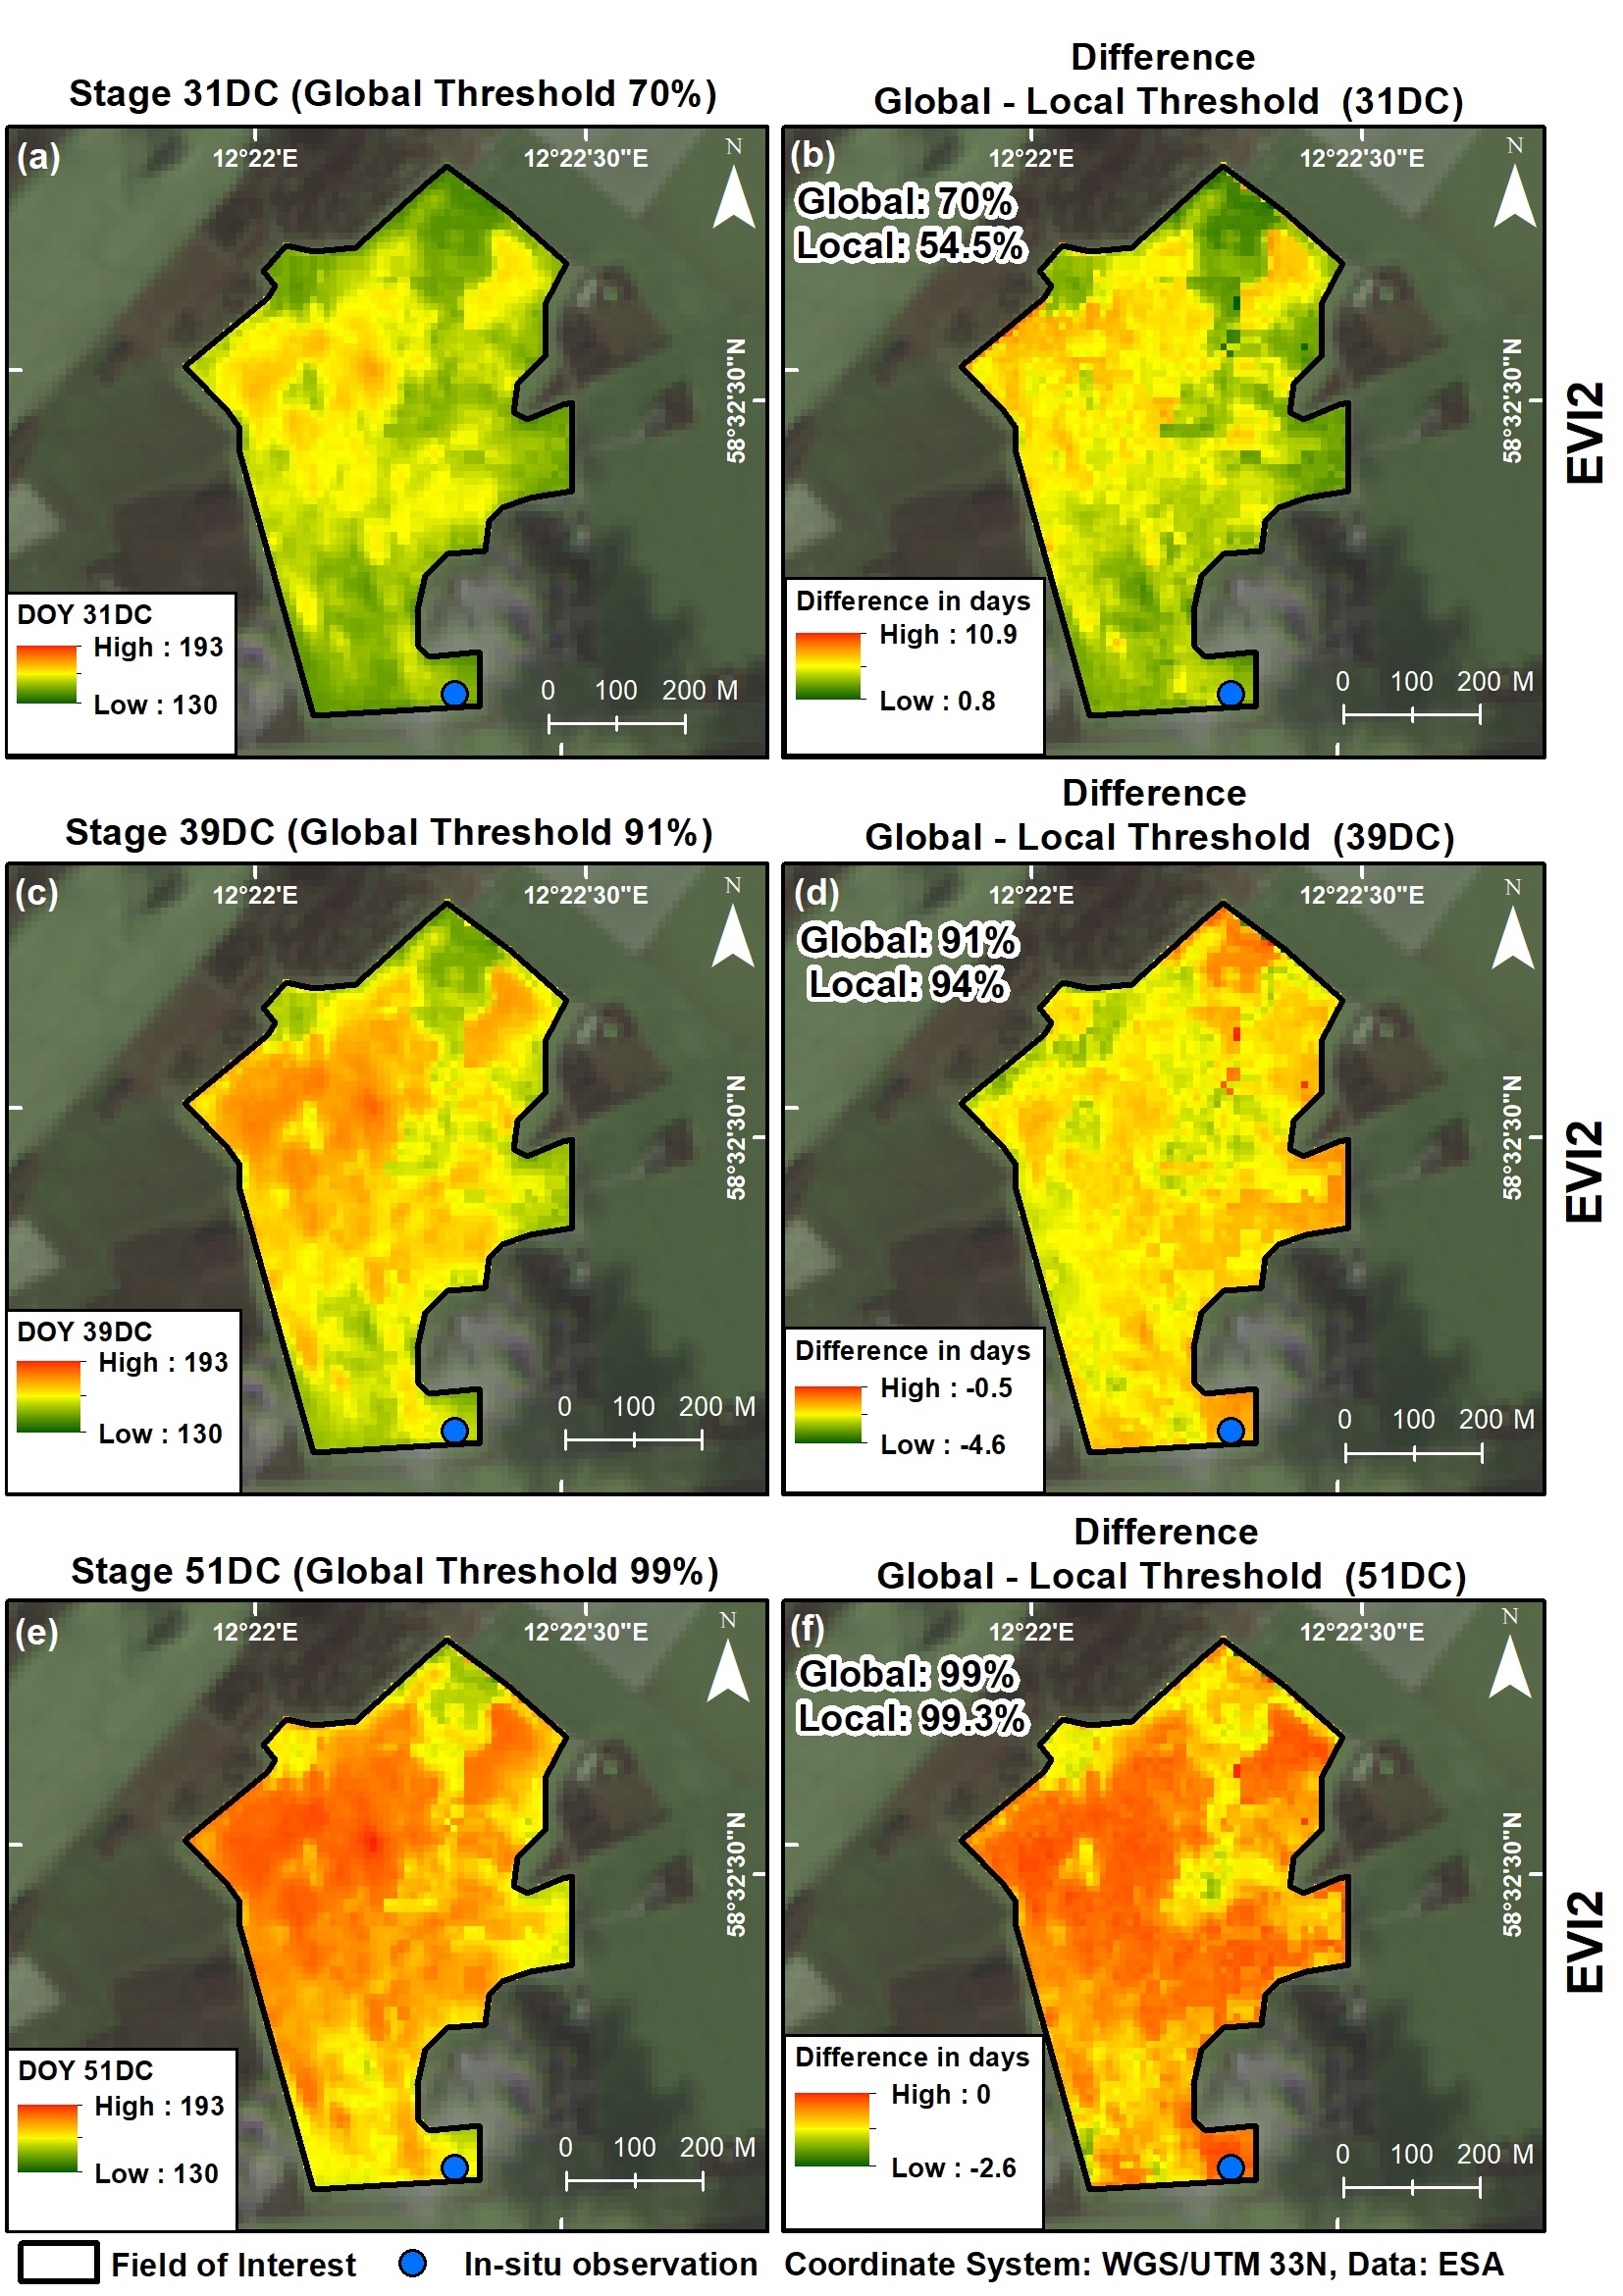 Stage 31DC (Global Threshold 70%)
Difference
Global - Local Threshold (31DC)
(a)
12°22'E
12°22'30"E
N
58°32'30"N
DOY 31DC
High : 193
Low : 130
0 100 200 M
(b)
12°22'E
12°22'30"E
N
Global: 70%
Local: 54.5%
58°32'30"N
Difference in days
High : 10.9
Low : 0.8
0 100 200 M
EVI2
Stage 39DC (Global Threshold 91%)
Difference
Global - Local Threshold (39DC)
(c)
12°22'E
12°22'30"E
N
58°32'30"N
DOY 39DC
High : 193
Low : 130
0 100 200 M
(d)
12°22'E
12°22'30"E
N
Global: 91%
Local: 94%
58°32'30"N
Difference in days
High : -0.5
Low : -4.6
0 100 200 M
EVI2
Stage 51DC (Global Threshold 99%)
Difference
Global - Local Threshold (51DC)
(e)
12°22'E
12°22'30"E
N
58°32'30"N
DOY 51DC
High : 193
Low : 130
0 100 200 M
(f)
12°22'E
12°22'30"E
N
Global: 99%
Local: 99.3%
58°32'30"N
Difference in days
High : 0
Low : -2.6
0 100 200 M
EVI2
Field of Interest
In-situ observation
Coordinate System: WGS/UTM 33N, Data: ESA